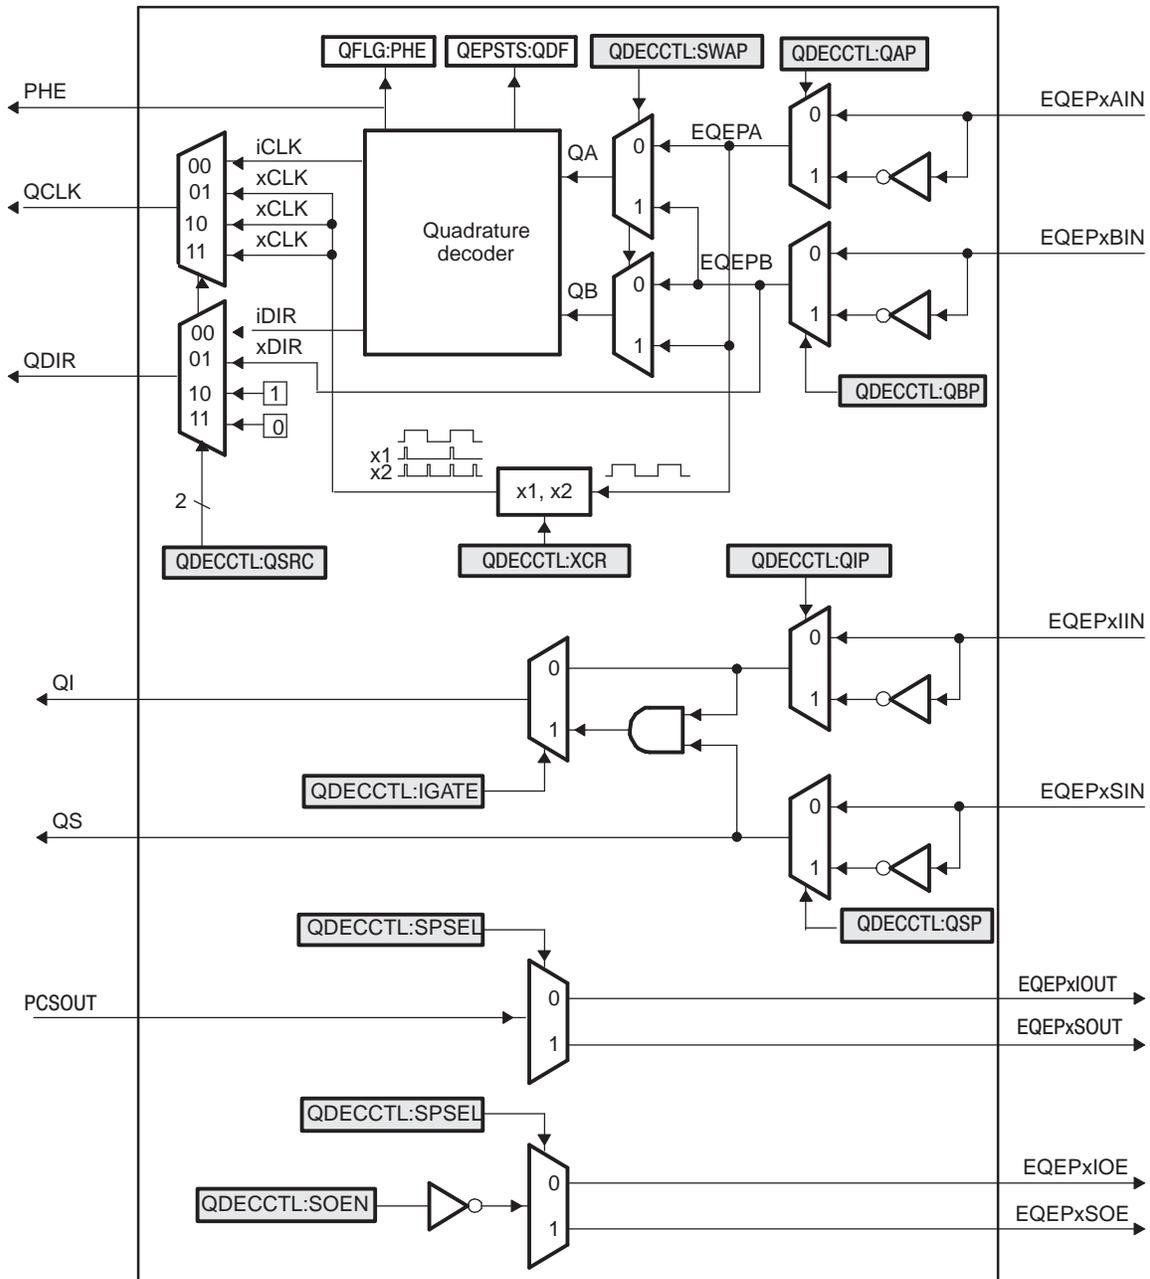 QFLG:PHE
QEPSTS:QDF
QDECCTL:SWAP
QDECCTL:QAP
PHE
EQEPxAIN
EQEPA
0
0
iCLK
QA
00
xCLK
01
1
QCLK
xCLK
10
1
xCLK
11
Quadrature
decoder
EQEPxBIN
EQEPB
0
QB
0
iDIR
00
1
xDIR
01
1
QDIR
10
1
QDECCTL:QBP
11
0
x1
x2
x1, x2
2
QDECCTL:QSRC
QDECCTL:XCR
QDECCTL:QIP
EQEPxIIN
0
0
QI
1
1
QDECCTL:IGATE
EQEPxSIN
0
QS
1
QDECCTL:SPSEL
QDECCTL:QSP
PCSOUT
0
EQEPxIOUT
1
EQEPxSOUT
QDECCTL:SPSEL
0
EQEPxIOE
QDECCTL:SOEN
1
EQEPxSOE